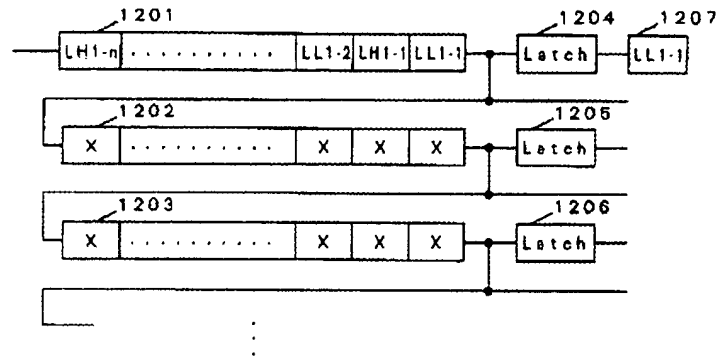 1201 1204 1207
LH1-n .......... LL1-2 LH1-1 LL1-1 Latch LL1-1
1202 1205
X .......... X X X Latch
1203 1206
X .......... X X X Latch